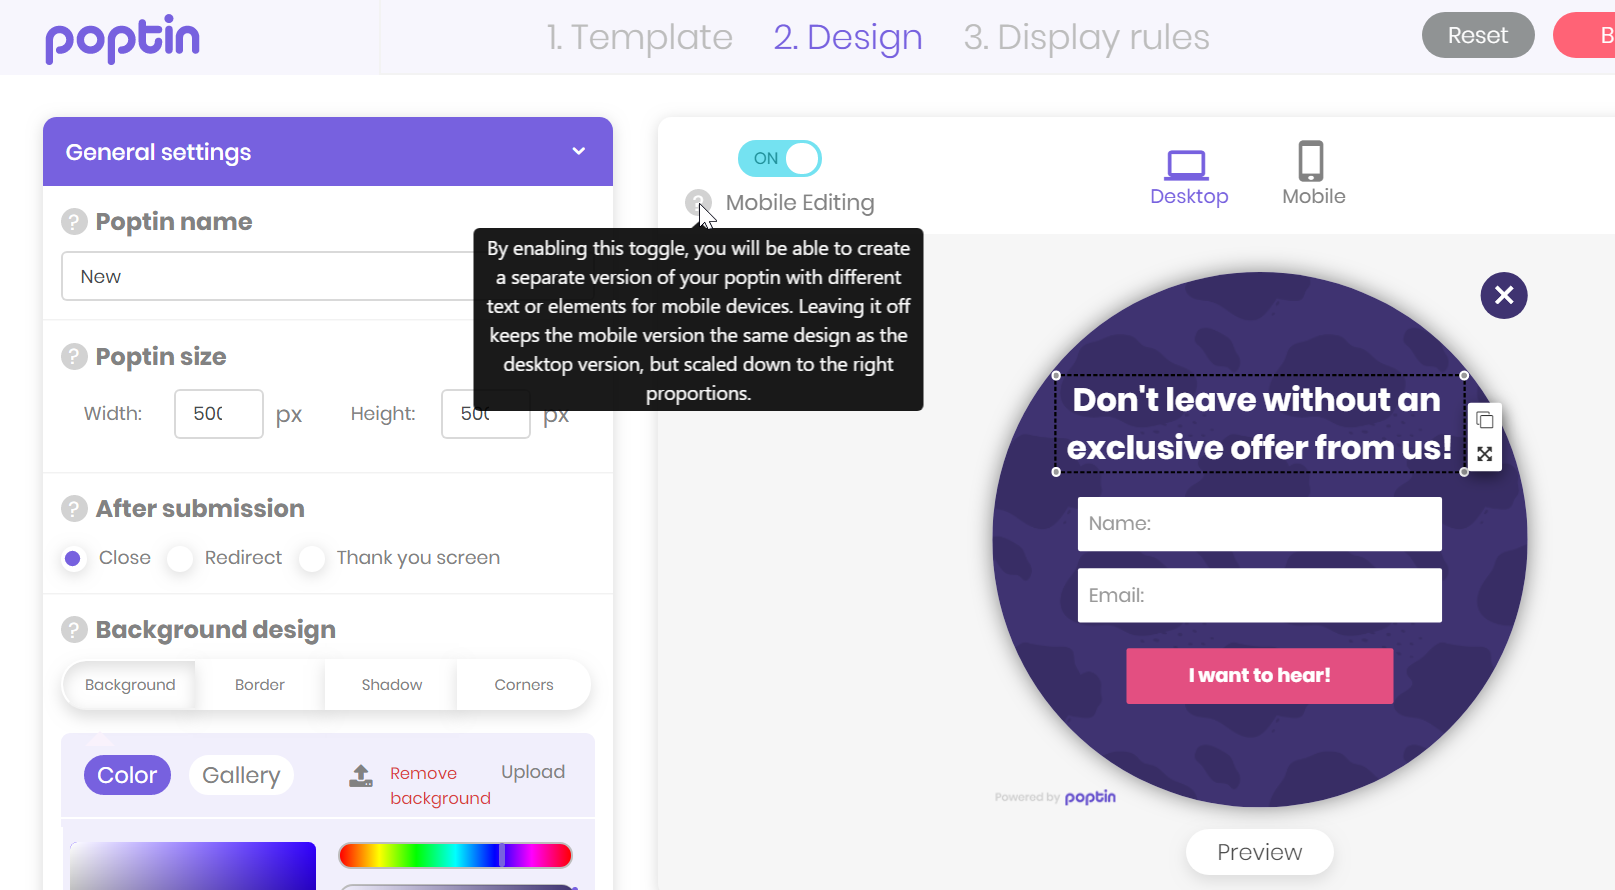 poptin
1. Template
2. Design
3. Display rules
Reset
B
General settings
ON
Mobile Editing
Desktop
Mobile
? Poptin name
New
By enabling this toggle, you will be able to create
a separate version of your poptin with different
text or elements for mobile devices. Leaving it off
keeps the mobile version the same design as the
desktop version, but scaled down to the right
proportions.
? Poptin size
Width: 500 px Height: 500 px
? After submission
Close Redirect Thank you screen
? Background design
Background Border Shadow Corners
Color Gallery
Remove
background
Upload
Don't leave without an
exclusive offer from us!
Name:
Email:
I want to hear!
Powered by poptin
Preview